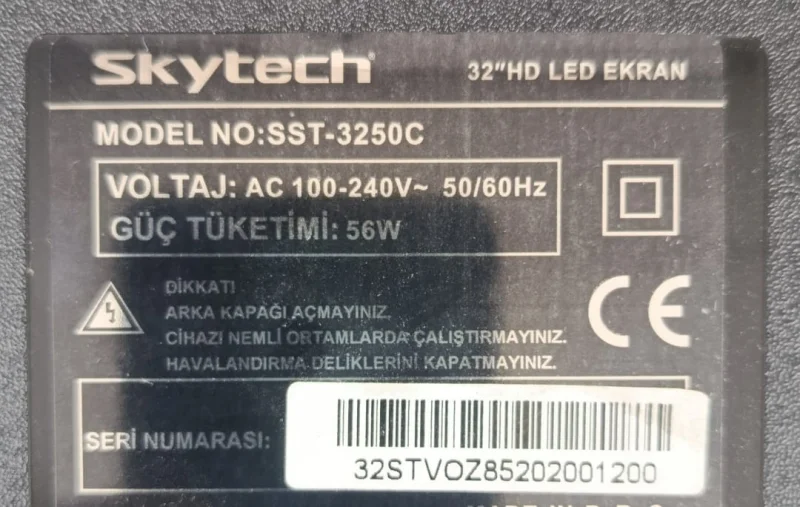 Skytech
32"HD LED EKRAN
MODEL NO:SST-3250C
VOLTAJ: AC 100-240V~ 50/60Hz
GÜÇ TÜKETİMİ: 56W
DİKKAT!
ARKA KAPAĞI AÇMAYINIZ.
CİHAZI NEMLİ ORTAMLARDA ÇALIŞTIRMAYINIZ.
HAVALANDIRMA DELİKLERİNİ KAPATMAYINIZ.
CE
SERİ NUMARASI:
32STVOZ85202001200